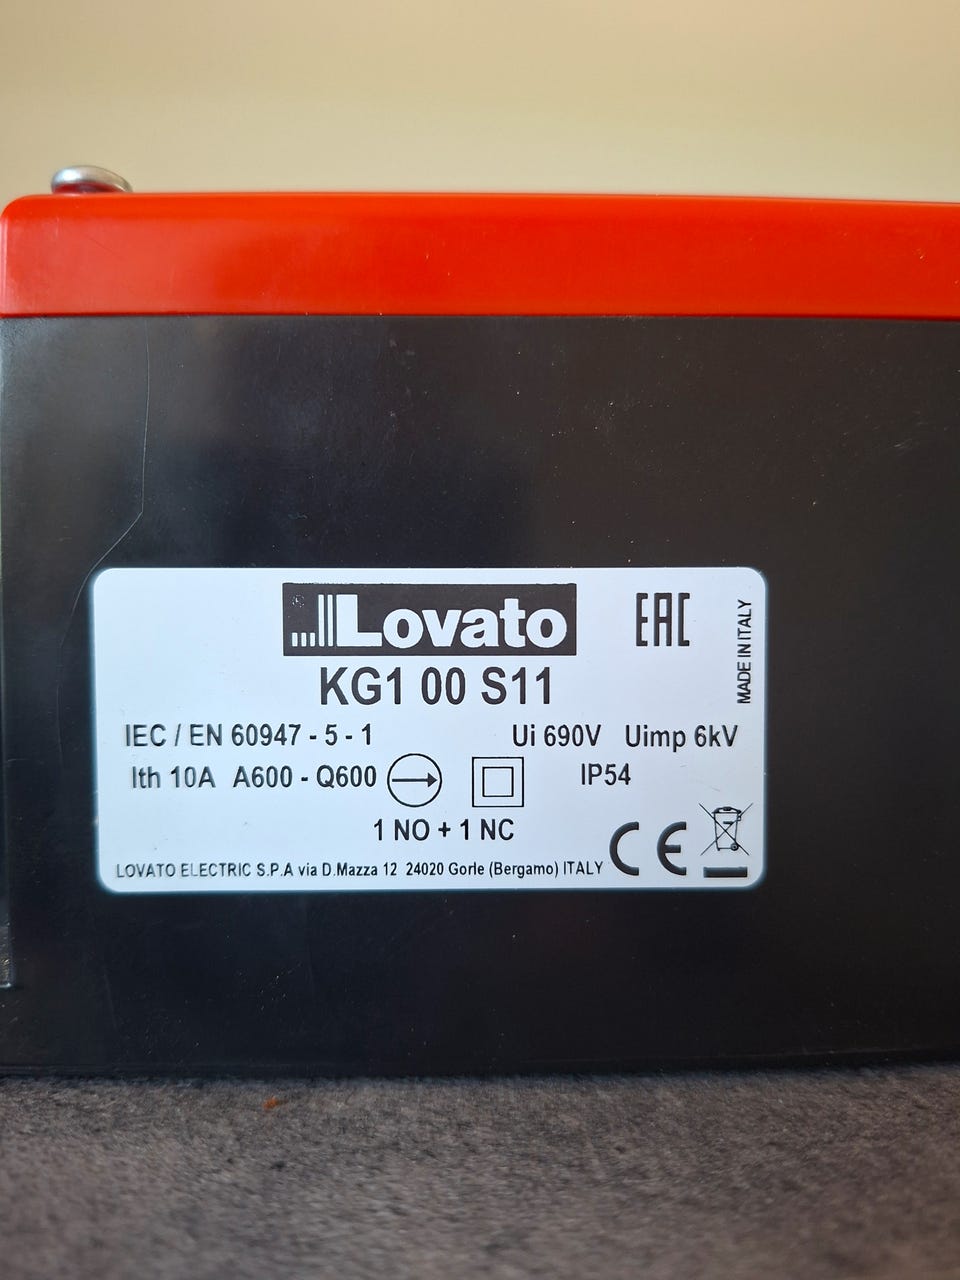 Lovato
EAC
MADE IN ITALY
KG1 00 S11
IEC / EN 60947 - 5 - 1 Ui 690V Uimp 6kV
Ith 10A A600 - Q600 IP54
1 NO + 1 NC
CE
LOVATO ELECTRIC S.P.A via D.Mazza 12 24020 Gorle (Bergamo) ITALY